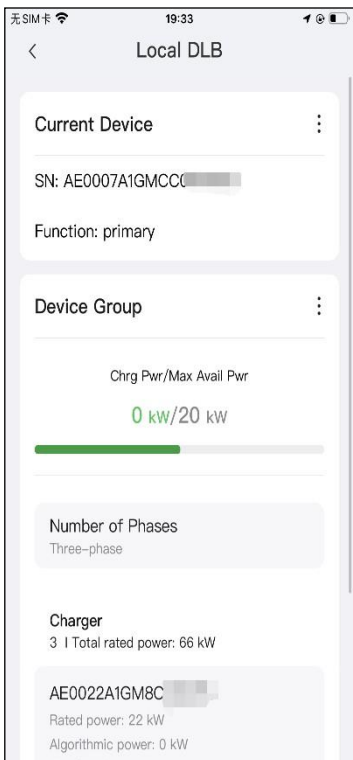 无SIM卡
19:33
Local DLB
Current Device
SN: AE0007A1GMCC
Function: primary
Device Group
Chrg Pwr/Max Avail Pwr
0 kW/20 kW
Number of Phases
Three-phase
Charger
3 I Total rated power: 66 kW
AE0022A1GM8C
Rated power: 22 kW
Algorithmic power: 0 kW